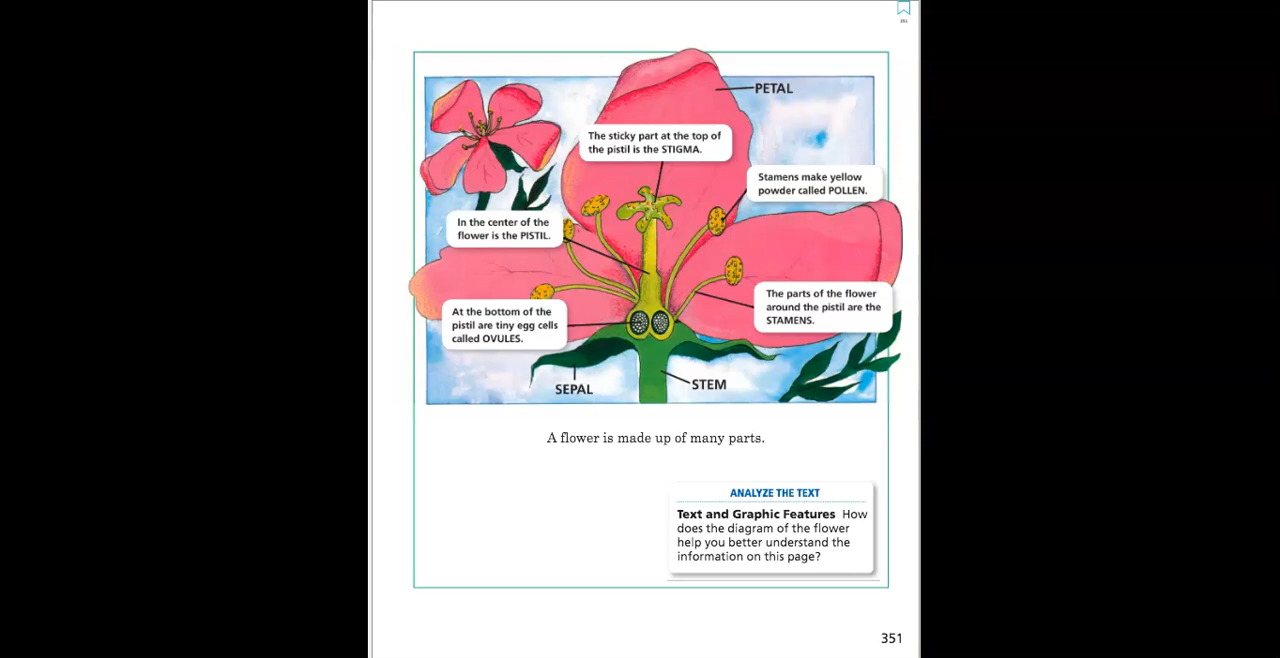 PETAL
The sticky part at the top of
the pistil is the STIGMA.
Stamens make yellow
powder called POLLEN.
In the center of the
flower is the PISTIL.
The parts of the flower
around the pistil are the
STAMENS.
At the bottom of the
pistil are tiny egg cells
called OVULES.
SEPAL
STEM
A flower is made up of many parts.
ANALYZE THE TEXT
Text and Graphic Features How
does the diagram of the flower
help you better understand the
information on this page?
351